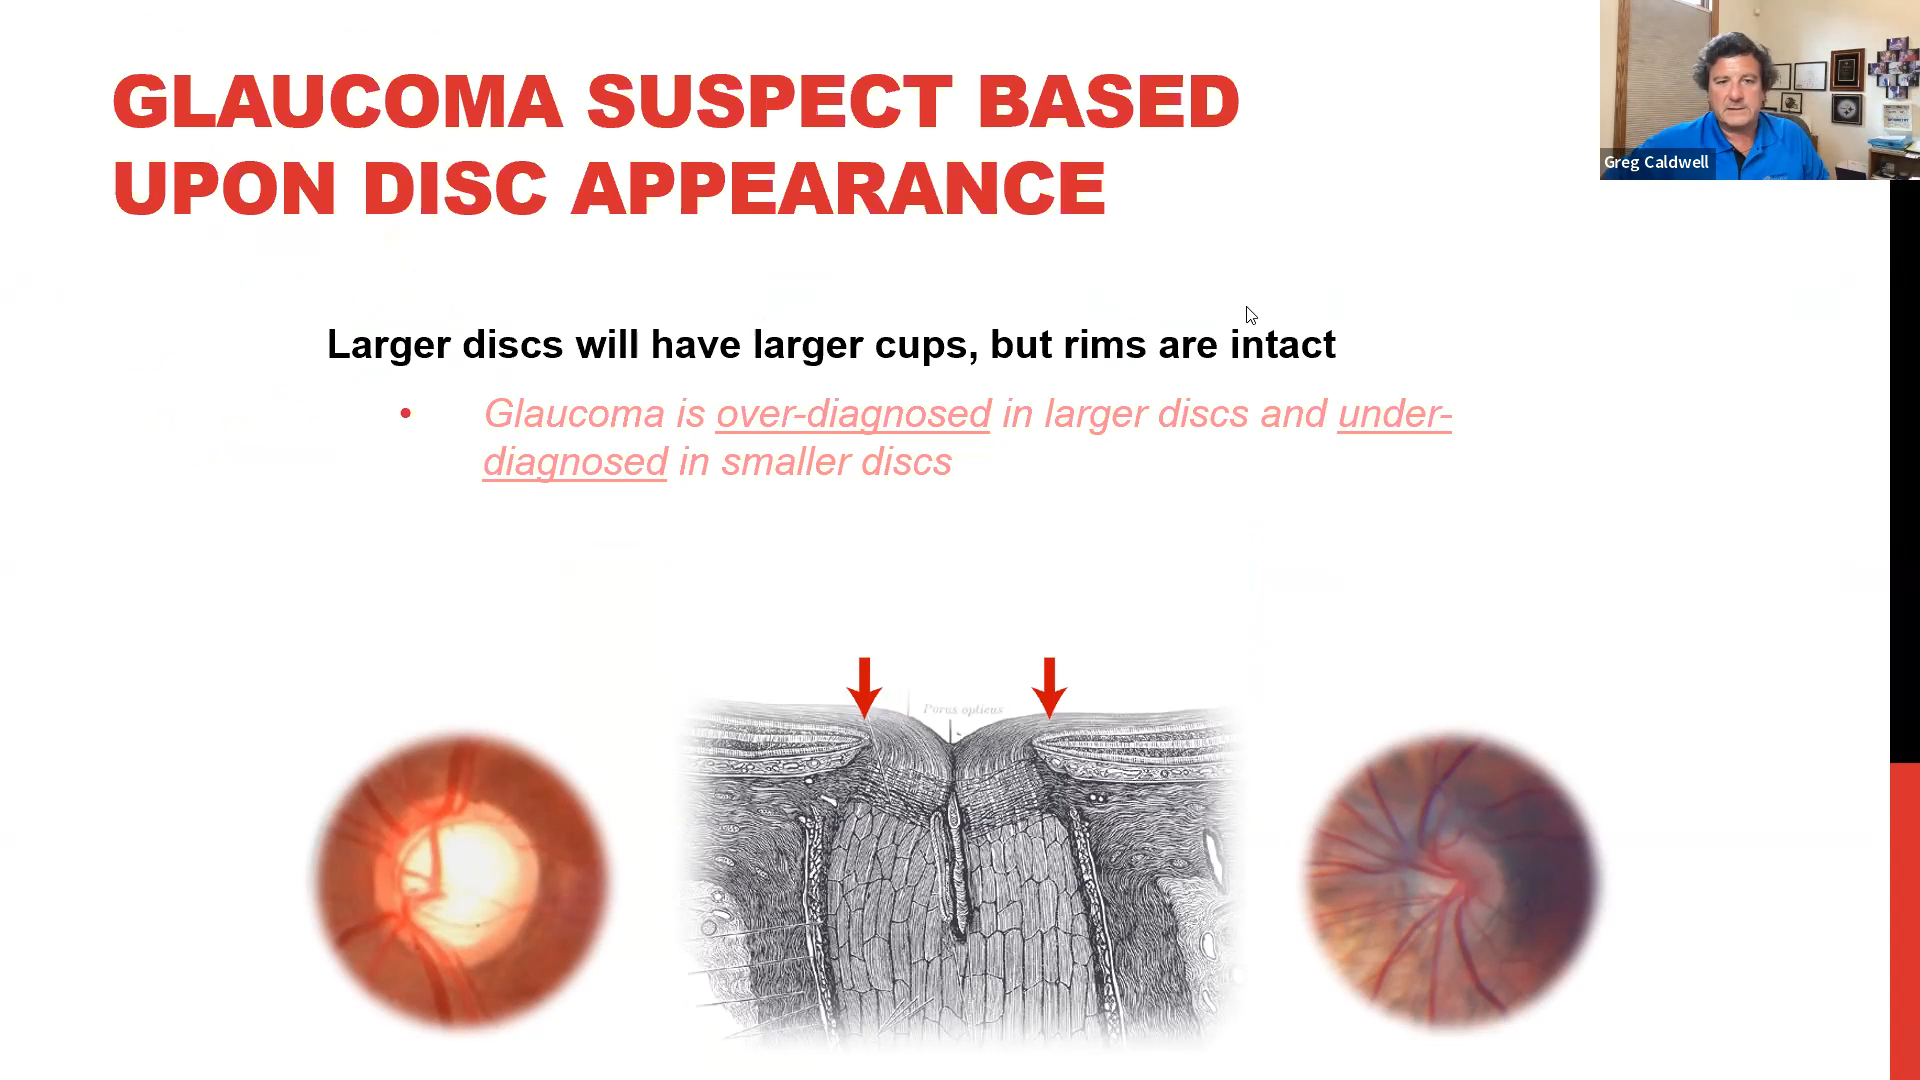 GLAUCOMA SUSPECT BASED
UPON DISC APPEARANCE
Greg Caldwell
Larger discs will have larger cups, but rims are intact
• Glaucoma is over-diagnosed in larger discs and under-
diagnosed in smaller discs
Porus opticus